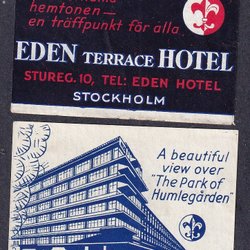 hemtonen—
en träffpunkt för alla
EDEN TERRACE HOTEL
STUREG. 10, TEL: EDEN HOTEL
STOCKHOLM
A beautiful
view over
"The Park of
Humlegården"